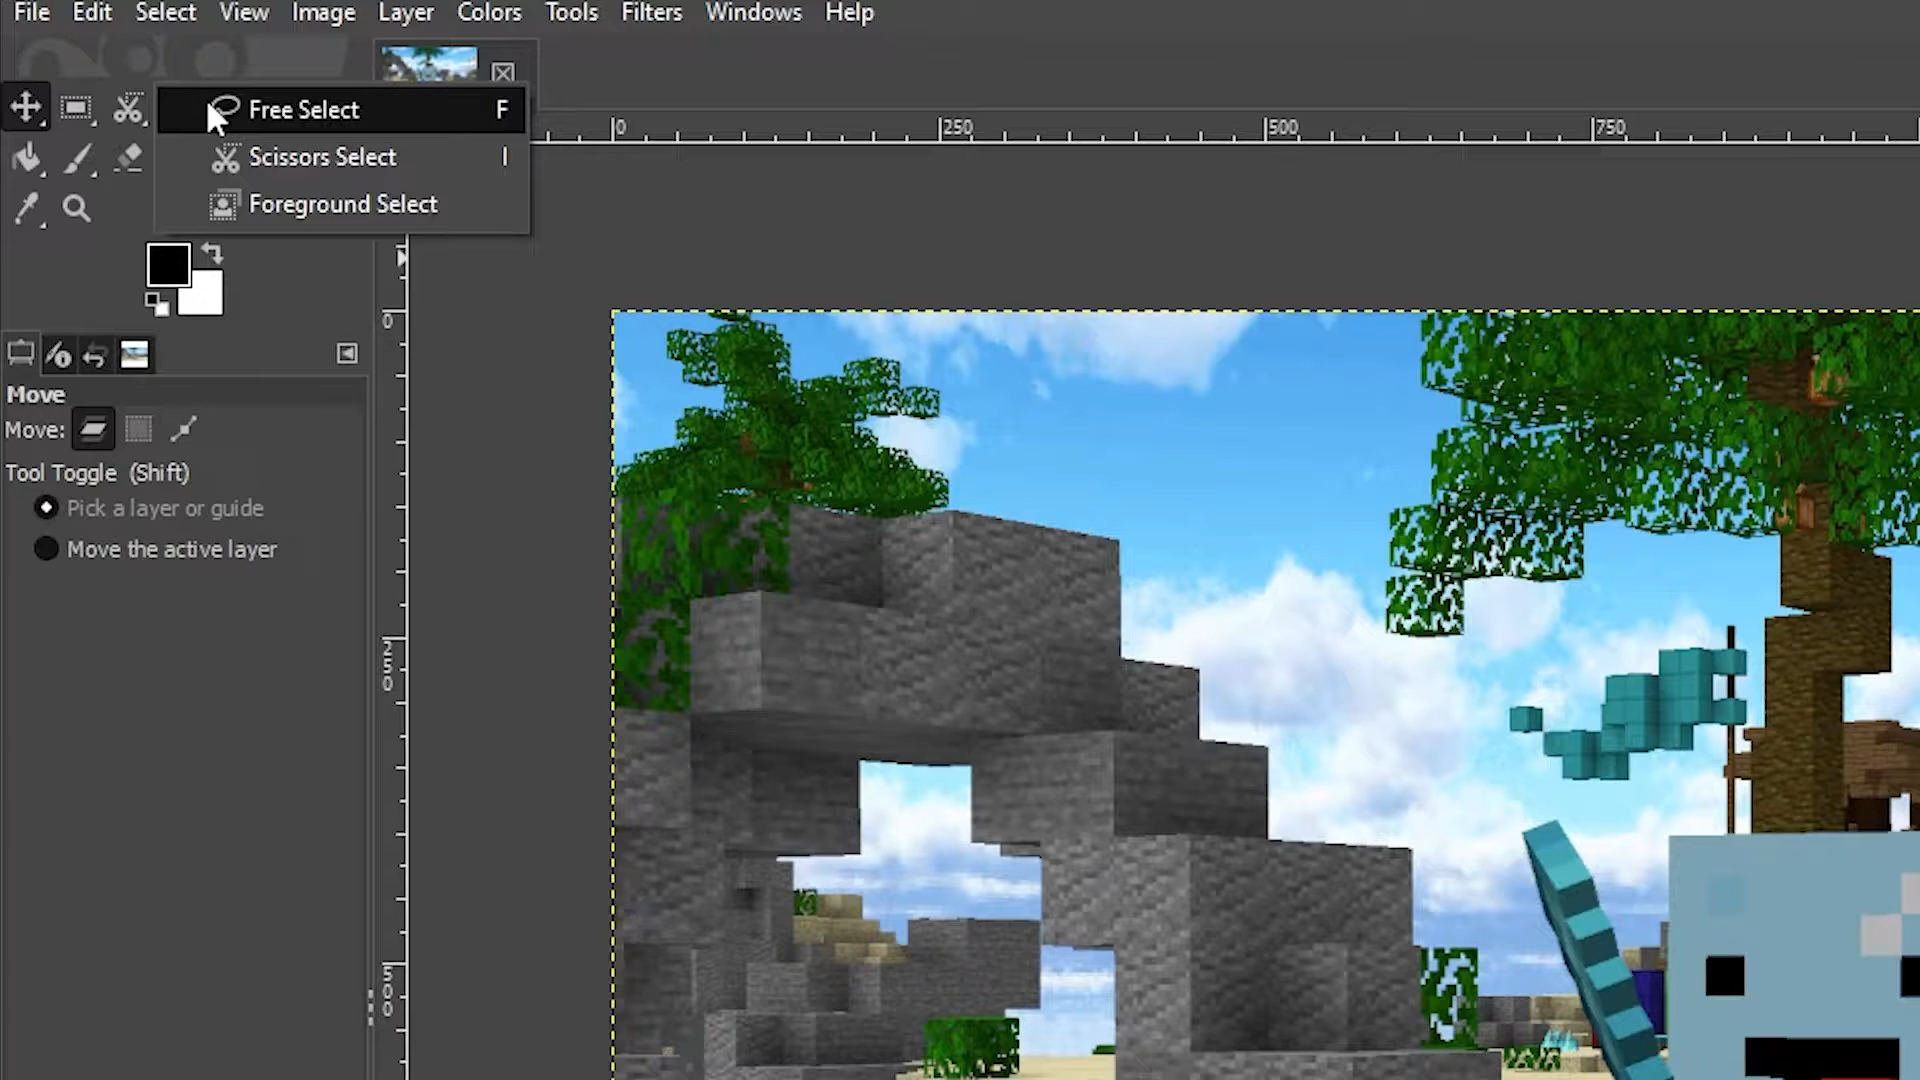 File Edit Select View Image Layer Colors Tools Filters Windows Help
Free Select F
Scissors Select I
Foreground Select
0 250 500 750
Move
Move:
Tool Toggle (Shift)
Pick a layer or guide
Move the active layer
0
250
500